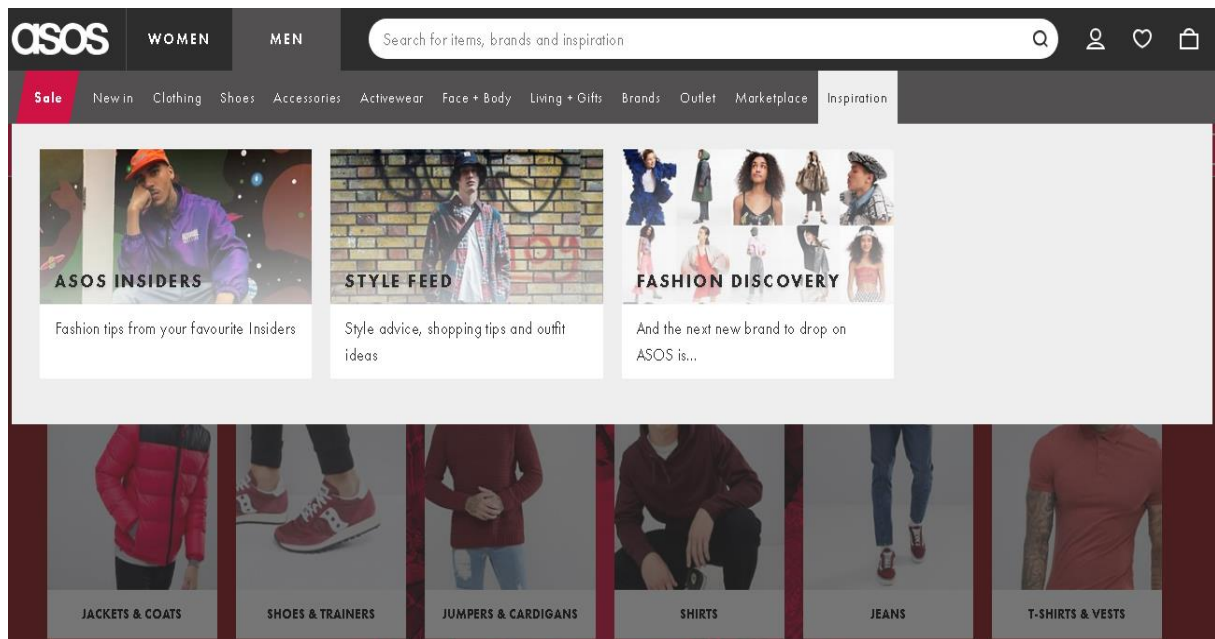 asos
WOMEN
MEN
Search for items, brands and inspiration
Sale
New in
Clothing
Shoes
Accessories
Activewear
Face + Body
Living + Gifts
Brands
Outlet
Marketplace
Inspiration
ASOS INSIDERS
Fashion tips from your favourite Insiders
STYLE FEED
Style advice, shopping tips and outfit
ideas
FASHION DISCOVERY
And the next new brand to drop on
ASOS is...
JACKETS & COATS
SHOES & TRAINERS
JUMPERS & CARDIGANS
SHIRTS
JEANS
T-SHIRTS & VESTS